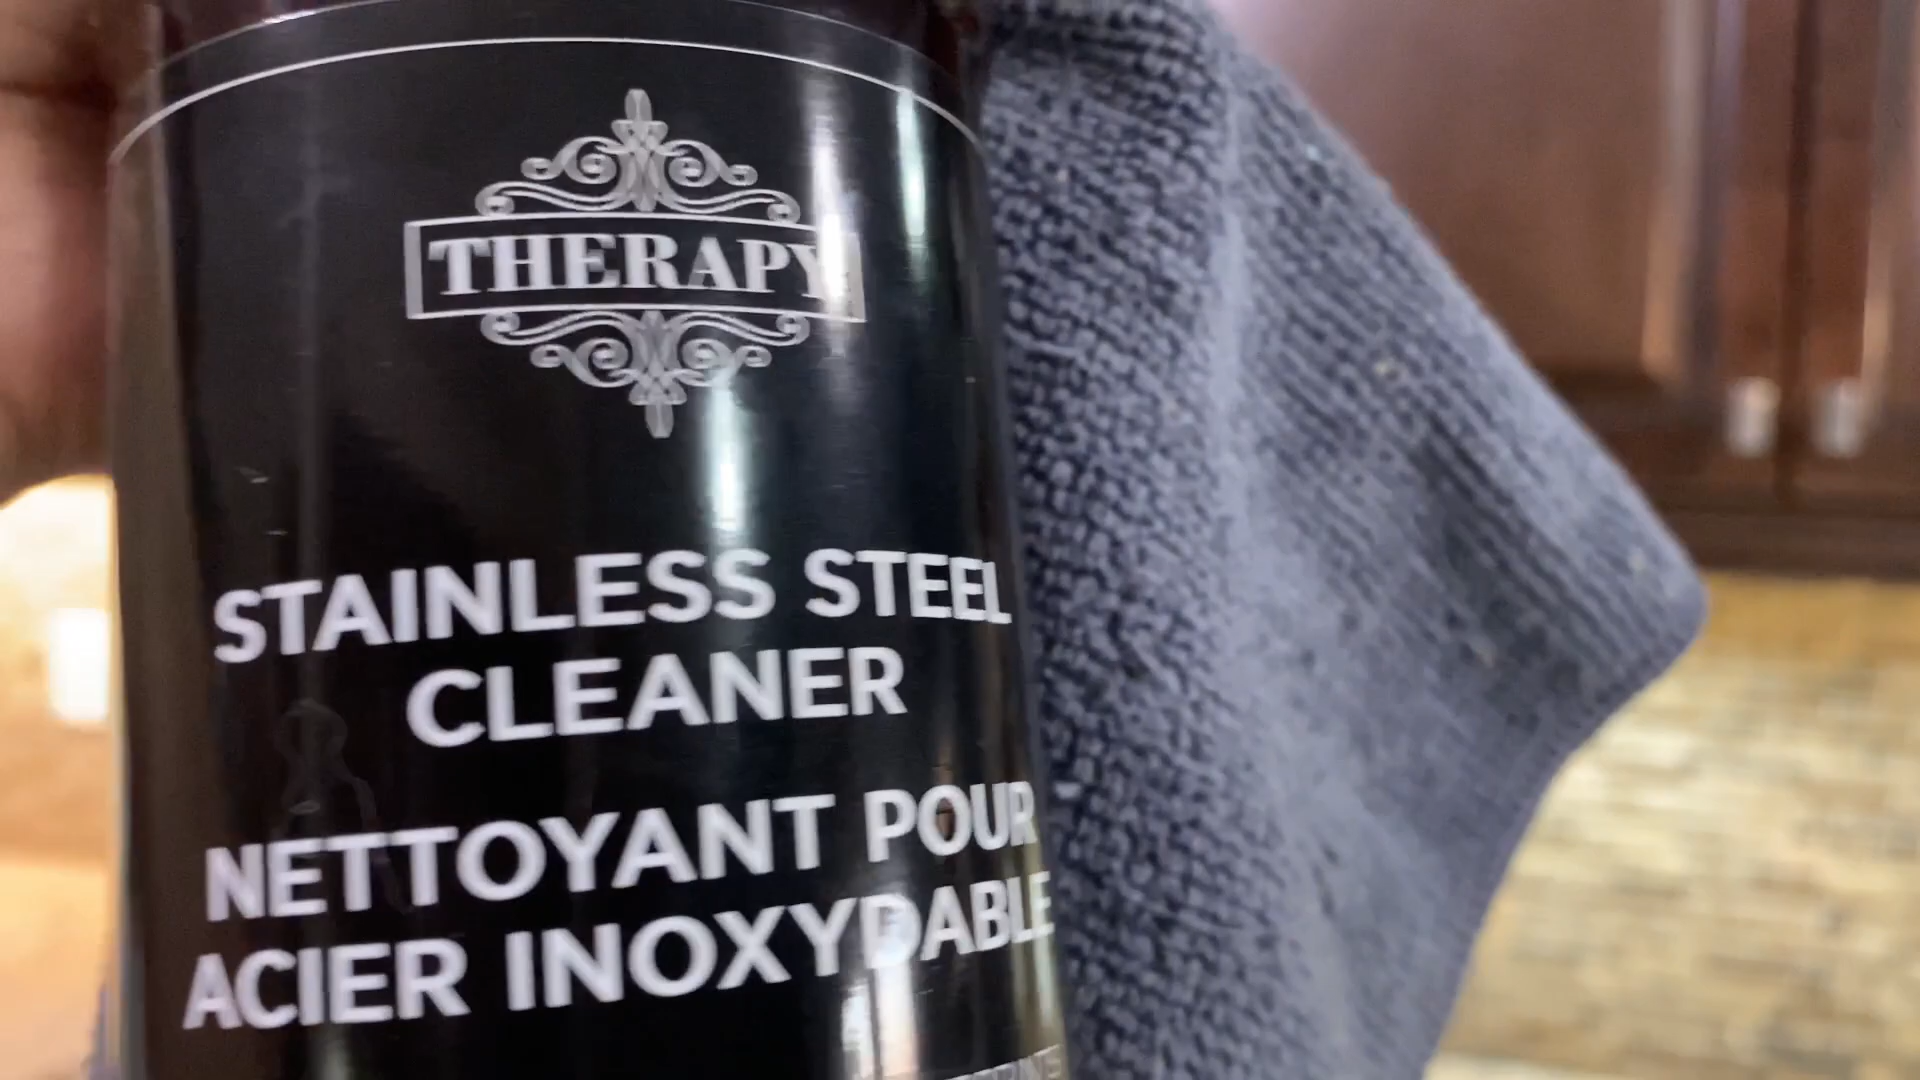 THERAPY
STAINLESS STEEL
CLEANER
NETTOYANT POUR
ACIER INOXYDABLE